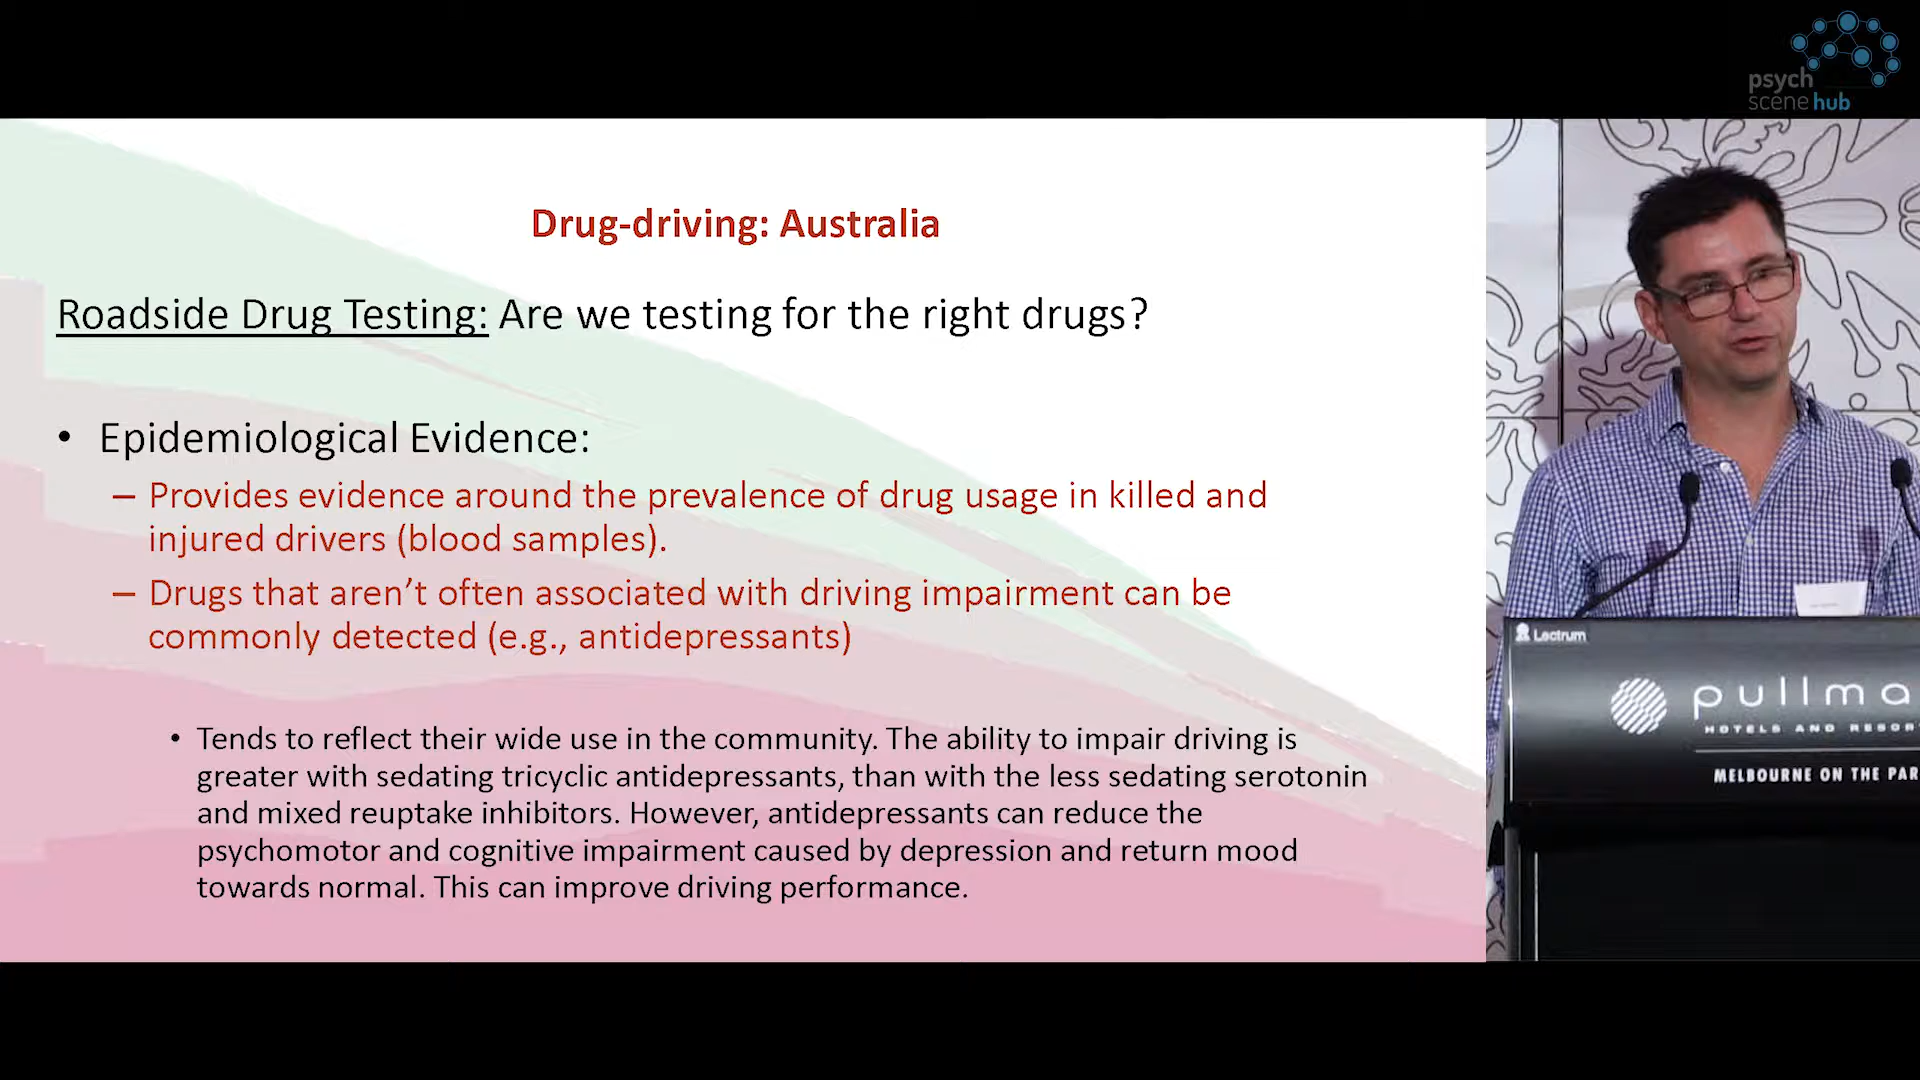 psych
scene hub
Drug-driving: Australia
Roadside Drug Testing: Are we testing for the right drugs?
• Epidemiological Evidence:
– Provides evidence around the prevalence of drug usage in killed and
injured drivers (blood samples).
– Drugs that aren't often associated with driving impairment can be
commonly detected (e.g., antidepressants)
• Tends to reflect their wide use in the community. The ability to impair driving is
greater with sedating tricyclic antidepressants, than with the less sedating serotonin
and mixed reuptake inhibitors. However, antidepressants can reduce the
psychomotor and cognitive impairment caused by depression and return mood
towards normal. This can improve driving performance.
Lectrum
pullma
HOTELS AND RESOR
MELBOURNE ON THE PAR